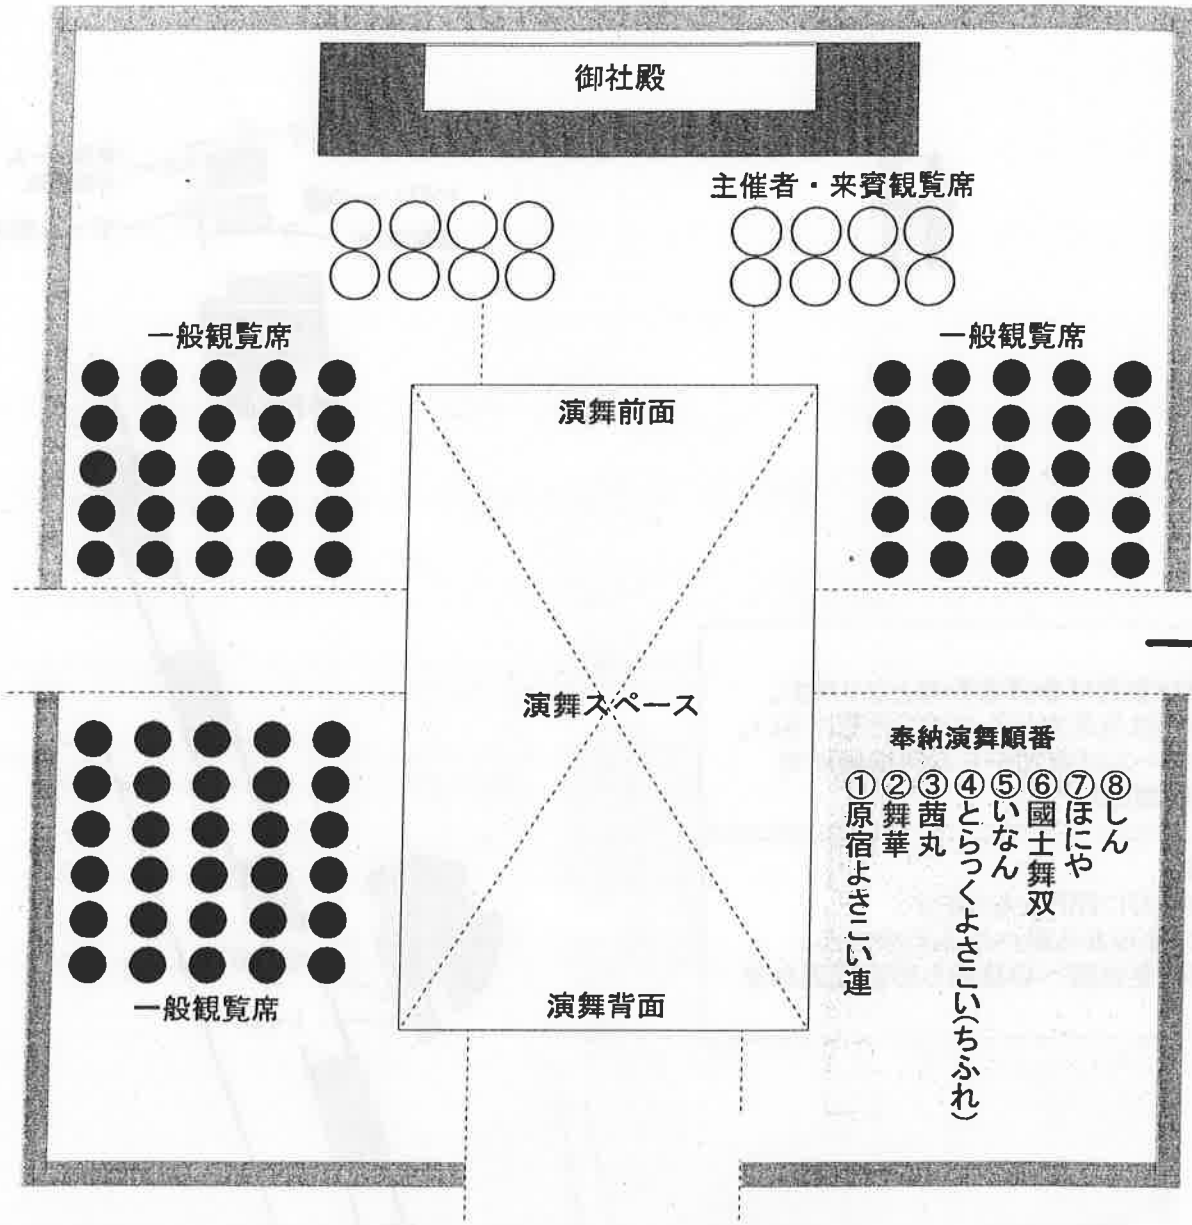 御社殿
主催者・来賓観覧席
一般観覧席
一般観覧席
演舞前面
演舞スペース
奉納演舞順番
①原宿よさこい連
②舞華
③茜丸
④とらっくよさこい(ちふれ)
⑤いなん
⑥國士舞双
⑦ほにや
⑧しん
演舞背面
一般観覧席